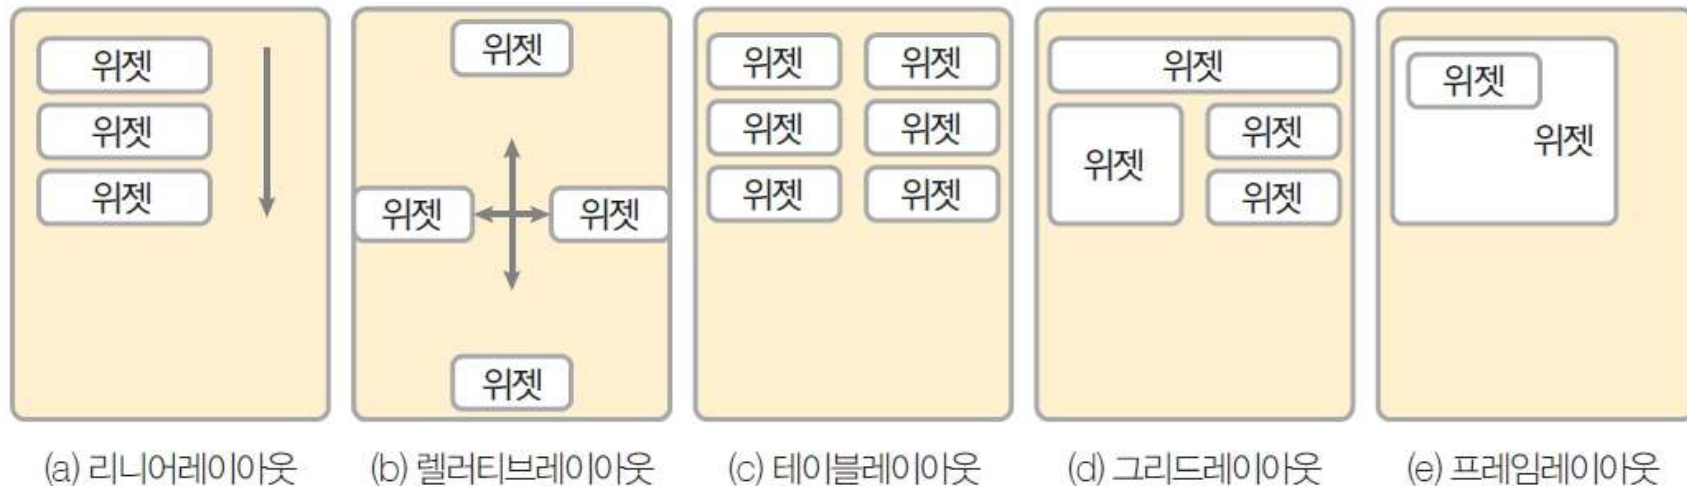 위젯
위젯
위젯
(a) 리니어레이아웃
위젯
위젯 위젯
위젯
(b) 렐러티브레이아웃
위젯 위젯
위젯 위젯
위젯 위젯
(c) 테이블레이아웃
위젯
위젯
위젯
위젯
(d) 그리드레이아웃
위젯
위젯
(e) 프레임레이아웃